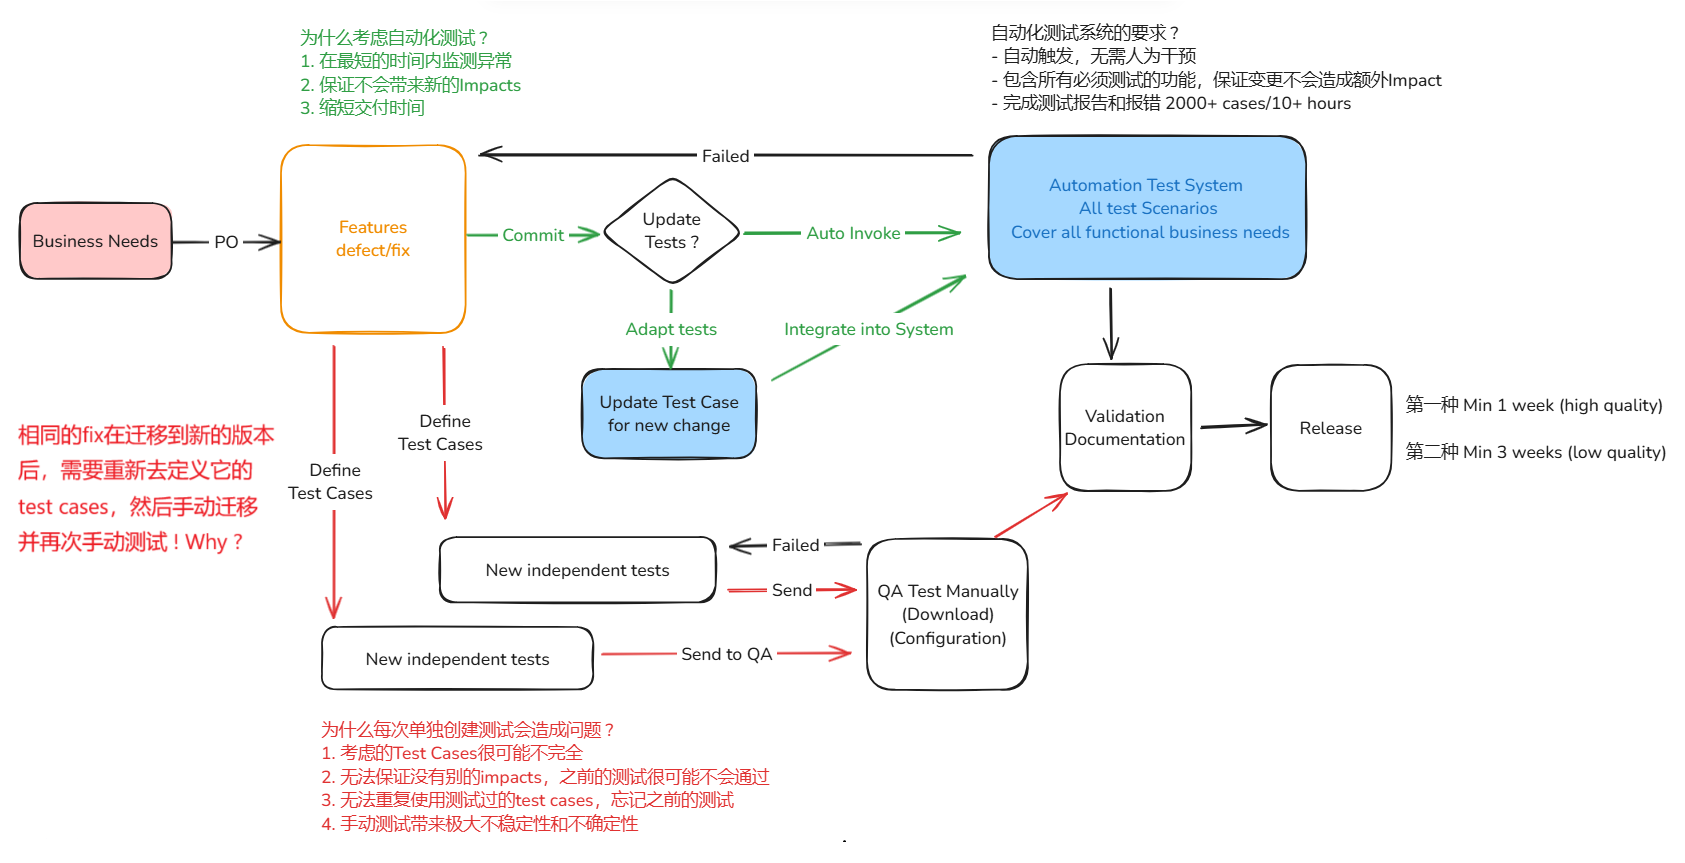 为什么考虑自动化测试？
1. 在最短的时间内监测异常
2. 保证不会带来新的Impacts
3. 缩短交付时间
自动化测试系统的要求？
- 自动触发，无需人为干预
- 包含所有必须测试的功能，保证变更不会造成额外Impact
- 完成测试报告和报错 2000+ cases/10+ hours
Failed
Business Needs
PO
Features
defect/fix
Commit
Update
Tests？
Auto Invoke
Automation Test System
All test Scenarios
Cover all functional business needs
Adapt tests
Integrate into System
Update Test Case
for new change
Validation
Documentation
Release
第一种 Min 1 week (high quality)
第二种 Min 3 weeks (low quality)
相同的fix在迁移到新的版本
后，需要重新去定义它的
test cases，然后手动迁移
并再次手动测试！Why？
Define
Test Cases
Define
Test Cases
New independent tests
Failed
Send
QA Test Manually
(Download)
(Configuration)
New independent tests
Send to QA
为什么每次单独创建测试会造成问题？
1. 考虑的Test Cases很可能不完全
2. 无法保证没有别的impacts，之前的测试很可能不会通过
3. 无法重复使用测试过的test cases，忘记之前的测试
4. 手动测试带来极大不稳定性和不确定性